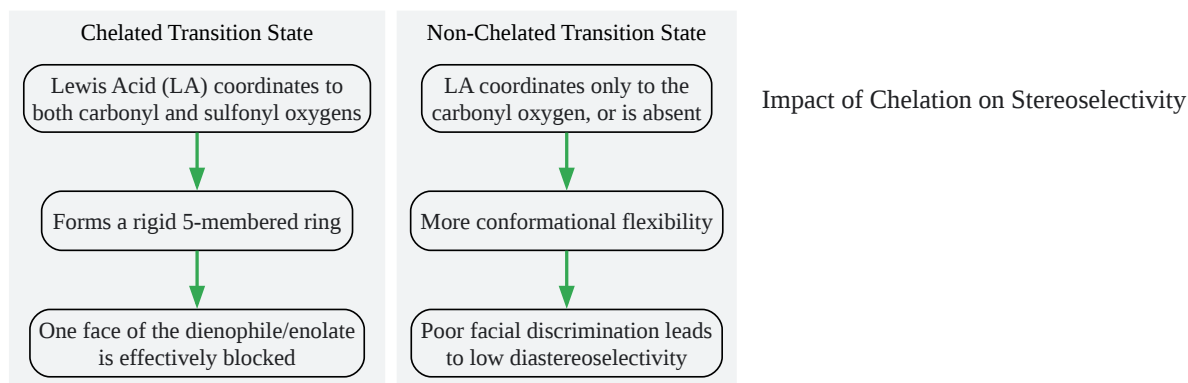 Chelated Transition State
Lewis Acid (LA) coordinates to
both carbonyl and sulfonyl oxygens
Forms a rigid 5-membered ring
One face of the dienophile/enolate
is effectively blocked
Non-Chelated Transition State
LA coordinates only to the
carbonyl oxygen, or is absent
More conformational flexibility
Poor facial discrimination leads
to low diastereoselectivity
Impact of Chelation on Stereoselectivity